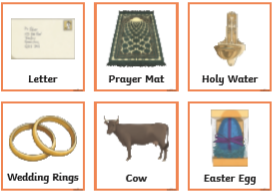 Letter
Prayer Mat
Holy Water
Wedding Rings
Cow
Easter Egg